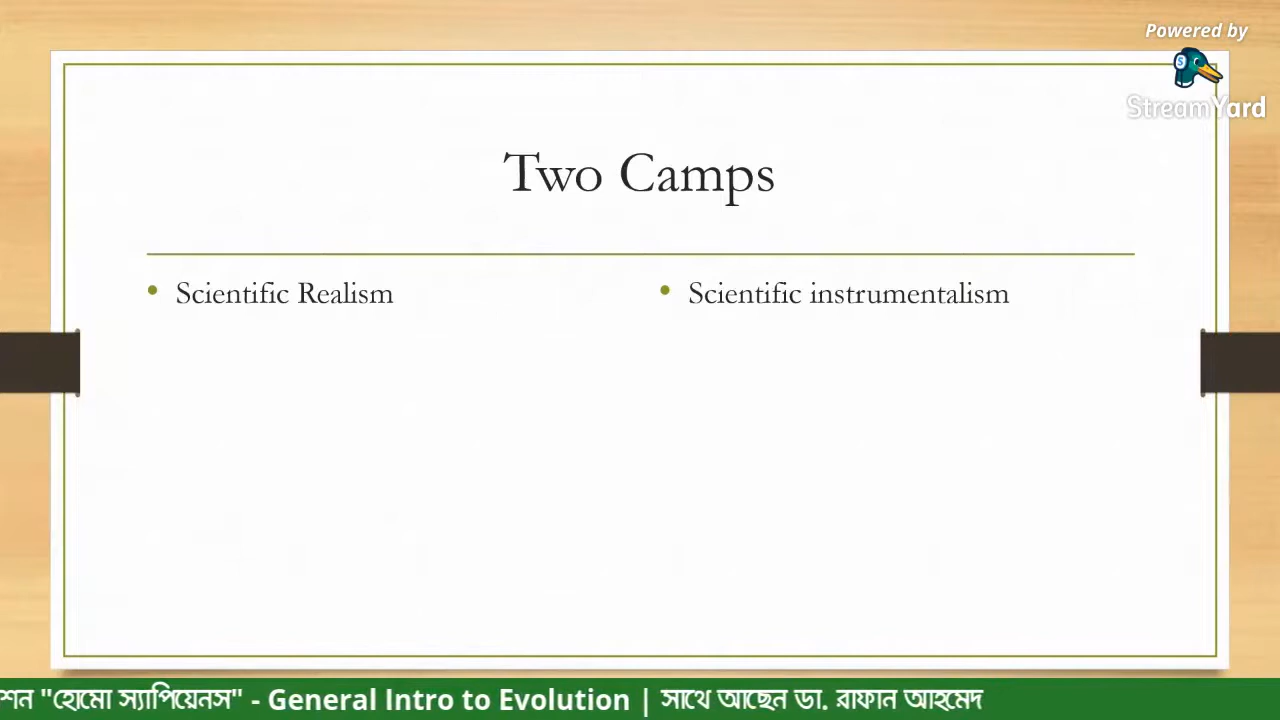 Powered by
StreamYard
Two Camps
• Scientific Realism
• Scientific instrumentalism
শন "হোমো স্যাপিয়েনস" - General Intro to Evolution | সাথে আছেন ডা. রাফান আহমেদ